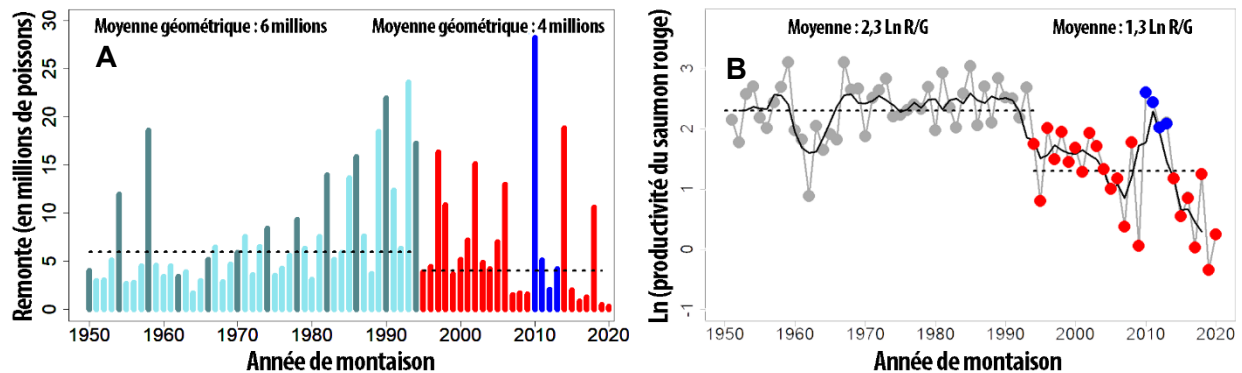 Moyenne géométrique : 6 millions
Moyenne géométrique : 4 millions
A
Remonte (en millions de poissons)
30
25
20
15
10
5
0
1950 1960 1970 1980 1990 2000 2010 2020
Année de montaison
Moyenne : 2,3 Ln R/G
Moyenne : 1,3 Ln R/G
B
Ln (productivité du saumon rouge)
3
2
1
0
-1
1950 1960 1970 1980 1990 2000 2010 2020
Année de montaison